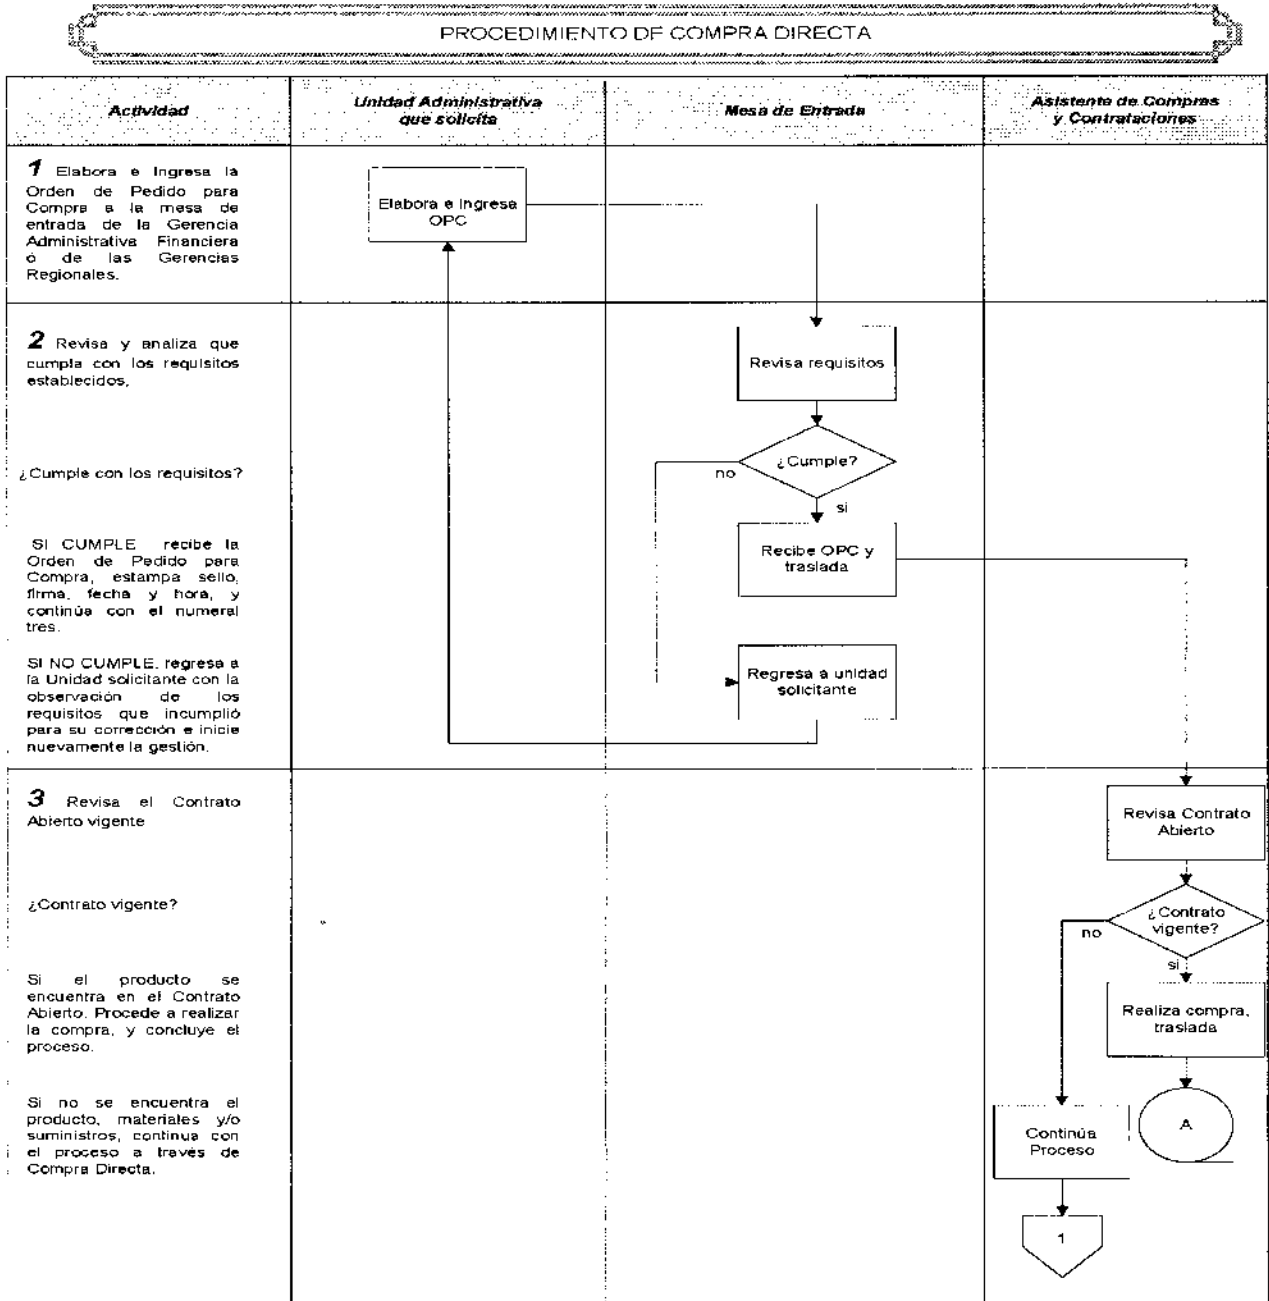 PROCEDIMIENTO DE COMPRA DIRECTA
Actividad
Unidad Administrativa
que solicita
Mesa de Entrada
Asistente de Compras
y Contrataciones
1 Elabora e Ingresa la
Orden de Pedido para
Compra a la mesa de
entrada de la Gerencia
Administrativa Financiera
ó de las Gerencias
Regionales.
Elabora e Ingresa
OPC
2 Revisa y analiza que
cumpla con los requisitos
establecidos.
¿Cumple con los requisitos?
SI CUMPLE recibe la
Orden de Pedido para
Compra, estampa sello,
firma, fecha y hora, y
continúa con el numeral
tres.
SI NO CUMPLE, regresa a
la Unidad solicitante con la
observación de los
requisitos que incumplió
para su corrección e inicie
nuevamente la gestión.
Revisa requisitos
¿Cumple?
no
si
Recibe OPC y
traslada
Regresa a unidad
solicitante
3 Revisa el Contrato
Abierto vigente
¿Contrato vigente?
Si el producto se
encuentra en el Contrato
Abierto. Procede a realizar
la compra, y concluye el
proceso.
Si no se encuentra el
producto, materiales y/o
suministros, continua con
el proceso a través de
Compra Directa.
Revisa Contrato
Abierto
¿Contrato
vigente?
no
si
Realiza compra,
traslada
A
Continúa
Proceso
1